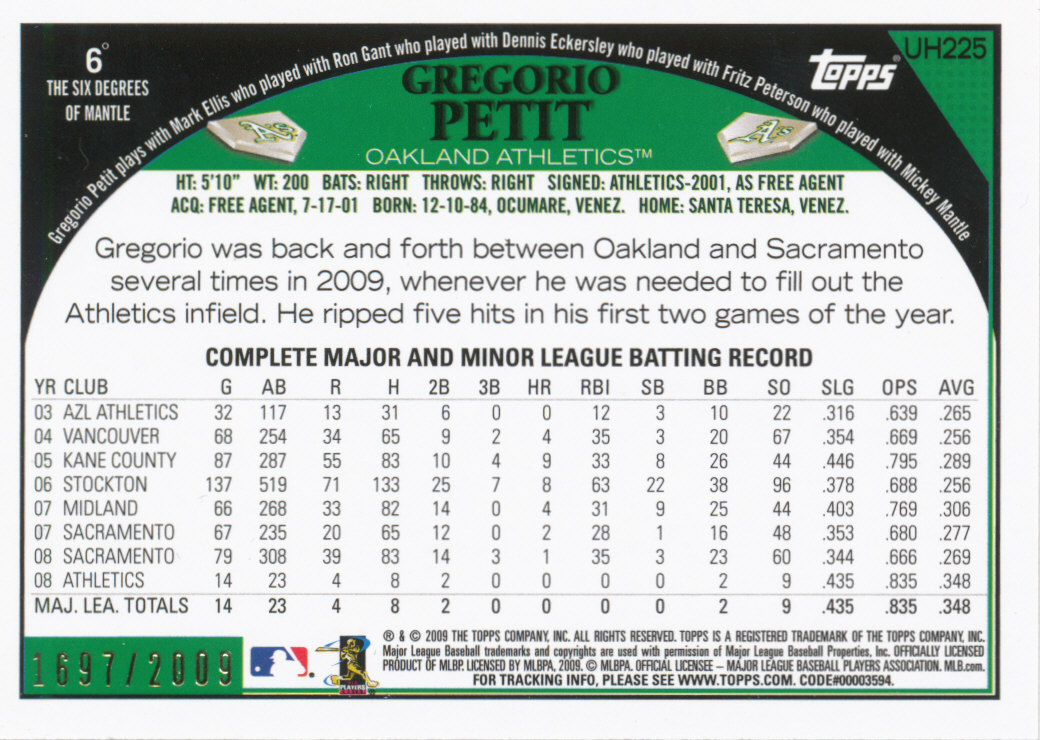 6°
THE SIX DEGREES
OF MANTLE
Gregorio Petit plays with Mark Ellis who played with Ron Gant who played with Dennis Eckersley who played with Fritz Peterson who played with Mickey Mantle
Topps®
UH225
GREGORIO
PETIT
A's
A's
OAKLAND ATHLETICS™
HT: 5'10" WT: 200 BATS: RIGHT THROWS: RIGHT SIGNED: ATHLETICS-2001, AS FREE AGENT
ACQ: FREE AGENT, 7-17-01 BORN: 12-10-84, OCUMARE, VENEZ. HOME: SANTA TERESA, VENEZ.
Gregorio was back and forth between Oakland and Sacramento
several times in 2009, whenever he was needed to fill out the
Athletics infield. He ripped five hits in his first two games of the year.
COMPLETE MAJOR AND MINOR LEAGUE BATTING RECORD
YR CLUB G AB R H 2B 3B HR RBI SB BB SO SLG OPS AVG
03 AZL ATHLETICS 32 117 13 31 6 0 0 12 3 10 22 .316 .639 .265
04 VANCOUVER 68 254 34 65 9 2 4 35 3 20 67 .354 .669 .256
05 KANE COUNTY 87 287 55 83 10 4 9 33 8 26 44 .446 .795 .289
06 STOCKTON 137 519 71 133 25 7 8 63 22 38 96 .378 .688 .256
07 MIDLAND 66 268 33 82 14 0 4 31 9 25 44 .403 .769 .306
07 SACRAMENTO 67 235 20 65 12 0 2 28 1 16 48 .353 .680 .277
08 SACRAMENTO 79 308 39 83 14 3 1 35 3 23 60 .344 .666 .269
08 ATHLETICS 14 23 4 8 2 0 0 0 0 2 9 .435 .835 .348
MAJ. LEA. TOTALS 14 23 4 8 2 0 0 0 0 2 9 .435 .835 .348
1697/2009
PLAYERS
® & © 2009 THE TOPPS COMPANY, INC. ALL RIGHTS RESERVED. TOPPS IS A REGISTERED TRADEMARK OF THE TOPPS COMPANY, INC.
Major League Baseball trademarks and copyrights are used with permission of Major League Baseball Properties, Inc. OFFICIALLY LICENSED
PRODUCT OF MLBP. LICENSED BY MLBPA, 2009. © MLBPA. OFFICIAL LICENSEE – MAJOR LEAGUE BASEBALL PLAYERS ASSOCIATION. MLB.com.
FOR TRACKING INFO, PLEASE SEE WWW.TOPPS.COM. CODE#00003594.